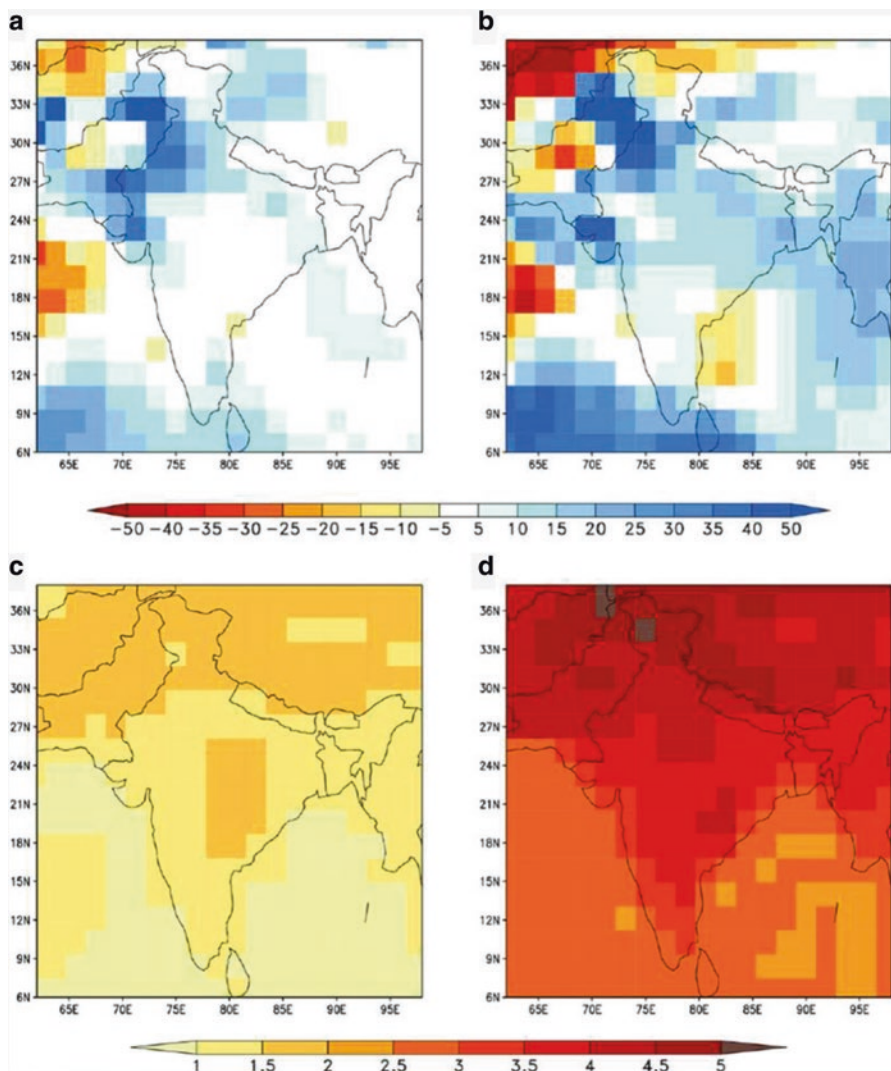 a b
36N 36N
33N 33N
30N 30N
27N 27N
24N 24N
21N 21N
18N 18N
15N 15N
12N 12N
9N 9N
6N 6N
65E 70E 75E 80E 85E 90E 95E 65E 70E 75E 80E 85E 90E 95E
-50 -40 -35 -30 -25 -20 -15 -10 -5 5 10 15 20 25 30 35 40 50
c d
36N 36N
33N 33N
30N 30N
27N 27N
24N 24N
21N 21N
18N 18N
15N 15N
12N 12N
9N 9N
6N 6N
65E 70E 75E 80E 85E 90E 95E 65E 70E 75E 80E 85E 90E 95E
1 1.5 2 2.5 3 3.5 4 4.5 5